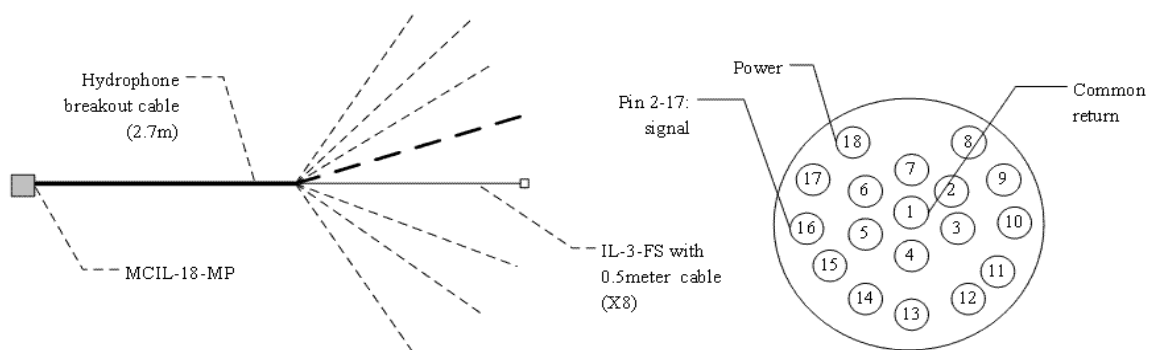 Hydrophone
breakout cable
(2.7m)
MCIL-18-MP
IL-3-FS with
0.5meter cable
(X8)
Power
Pin 2-17:
signal
Common
return
18
8
7
17
6
2
9
1
16
5
3
10
4
15
11
14
12
13